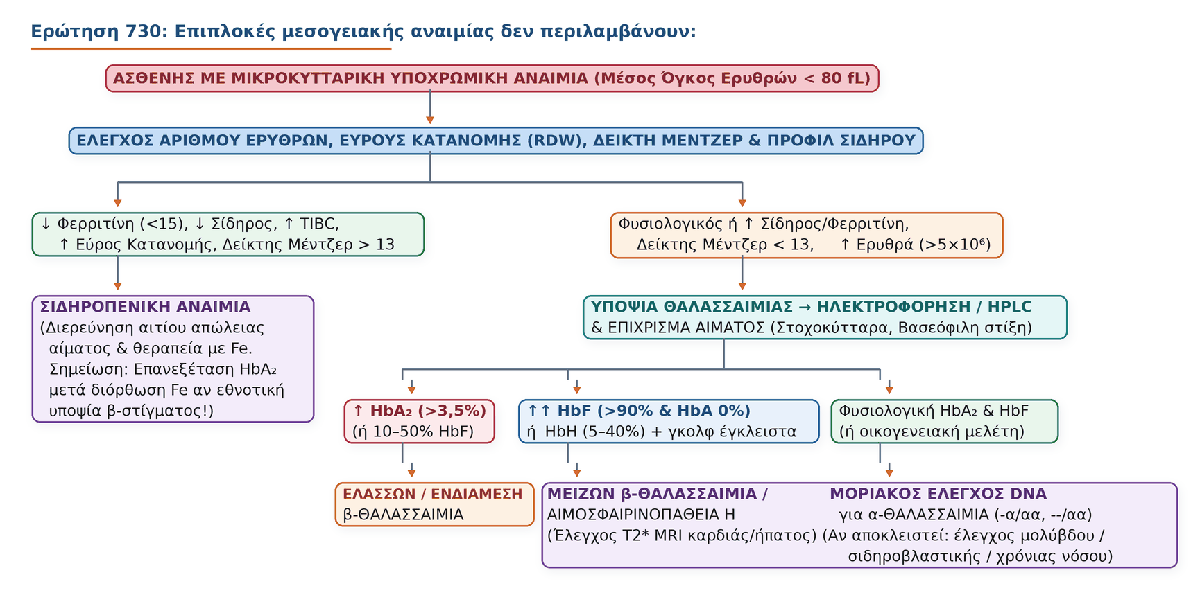 Ερώτηση 730: Επιπλοκές μεσογειακής αναιμίας δεν περιλαμβάνουν:
ΑΣΘΕΝΗΣ ΜΕ ΜΙΚΡΟΚΥΤΤΑΡΙΚΗ ΥΠΟΧΡΩΜΙΚΗ ΑΝΑΙΜΙΑ (Μέσος Όγκος Ερυθρών < 80 fL)
ΕΛΕΓΧΟΣ ΑΡΙΘΜΟΥ ΕΡΥΘΡΩΝ, ΕΥΡΟΥΣ ΚΑΤΑΝΟΜΗΣ (RDW), ΔΕΙΚΤΗ ΜΕΝΤΖΕΡ & ΠΡΟΦΙΛ ΣΙΔΗΡΟΥ
↓ Φερριτίνη (<15), ↓ Σίδηρος, ↑ TIBC,
↑ Εύρος Κατανομής, Δείκτης Μέντζερ > 13
Φυσιολογικός ή ↑ Σίδηρος/Φερριτίνη,
Δείκτης Μέντζερ < 13, ↑ Ερυθρά (>5×10⁶)
ΣΙΔΗΡΟΠΕΝΙΚΗ ΑΝΑΙΜΙΑ
(Διερεύνηση αιτίου απώλειας
αίματος & θεραπεία με Fe.
Σημείωση: Επανεξέταση HbA₂
μετά διόρθωση Fe αν εθνοτική
υποψία β-στίγματος!)
ΥΠΟΨΙΑ ΘΑΛΑΣΣΑΙΜΙΑΣ → ΗΛΕΚΤΡΟΦΟΡΗΣΗ / HPLC
& ΕΠΙΧΡΙΣΜΑ ΑΙΜΑΤΟΣ (Στοχοκύτταρα, Βασεόφιλη στίξη)
↑ HbA₂ (>3,5%)
(ή 10–50% HbF)
↑↑ HbF (>90% & HbA 0%)
ή HbH (5–40%) + γκολφ έγκλειστα
Φυσιολογική HbA₂ & HbF
(ή οικογενειακή μελέτη)
ΕΛΑΣΣΩΝ / ΕΝΔΙΑΜΕΣΗ
β-ΘΑΛΑΣΣΑΙΜΙΑ
ΜΕΙΖΩΝ β-ΘΑΛΑΣΣΑΙΜΙΑ /
ΑΙΜΟΣΦΑΙΡΙΝΟΠΑΘΕΙΑ Η
(Έλεγχος T2* MRI καρδιάς/ήπατος)
ΜΟΡΙΑΚΟΣ ΕΛΕΓΧΟΣ DNA
για α-ΘΑΛΑΣΣΑΙΜΙΑ (-α/αα, --/αα)
(Αν αποκλειστεί: έλεγχος μολύβδου /
σιδηροβλαστικής / χρόνιας νόσου)